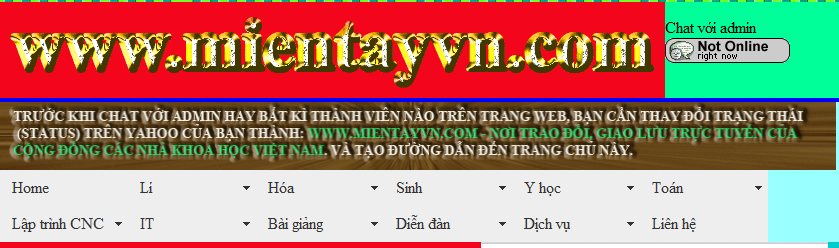 www.mientayvn.com
Chat với admin
Not Online
right now
TRƯỚC KHI CHAT VỚI ADMIN HAY BẤT KÌ THÀNH VIÊN NÀO TRÊN TRANG WEB, BẠN CẦN THAY ĐỔI TRẠNG THÁI
(STATUS) TRÊN YAHOO CỦA BẠN THÀNH: WWW.MIENTAYVN.COM - NƠI TRAO ĐỔI, GIAO LƯU TRỰC TUYẾN CỦA
CỘNG ĐỒNG CÁC NHÀ KHOA HỌC VIỆT NAM. VÀ TẠO ĐƯỜNG DẪN ĐẾN TRANG CHỦ NÀY.
Home Lí Hóa Sinh Y học Toán
Lập trình CNC IT Bài giảng Diễn đàn Dịch vụ Liên hệ